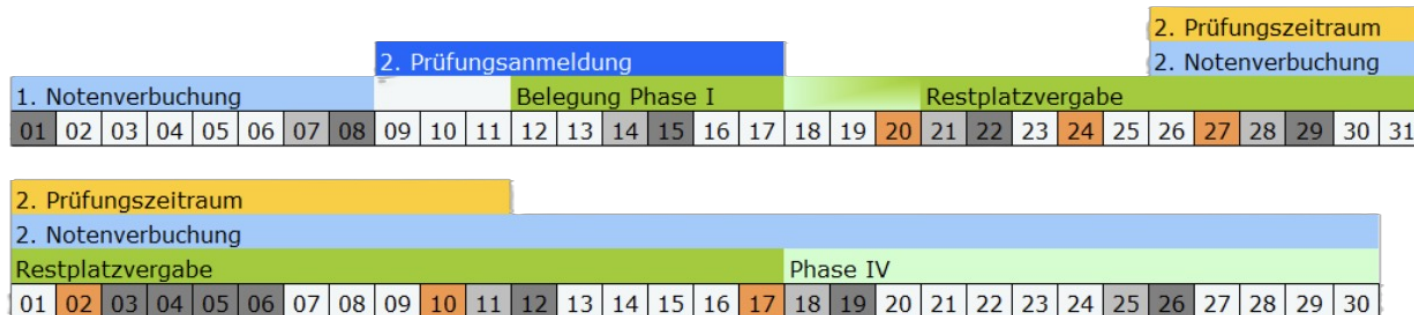 2. Prüfungszeitraum
2. Prüfungsanmeldung 2. Notenverbuchung
1. Notenverbuchung Belegung Phase I Restplatzvergabe
01 02 03 04 05 06 07 08 09 10 11 12 13 14 15 16 17 18 19 20 21 22 23 24 25 26 27 28 29 30 31
2. Prüfungszeitraum
2. Notenverbuchung
Restplatzvergabe Phase IV
01 02 03 04 05 06 07 08 09 10 11 12 13 14 15 16 17 18 19 20 21 22 23 24 25 26 27 28 29 30